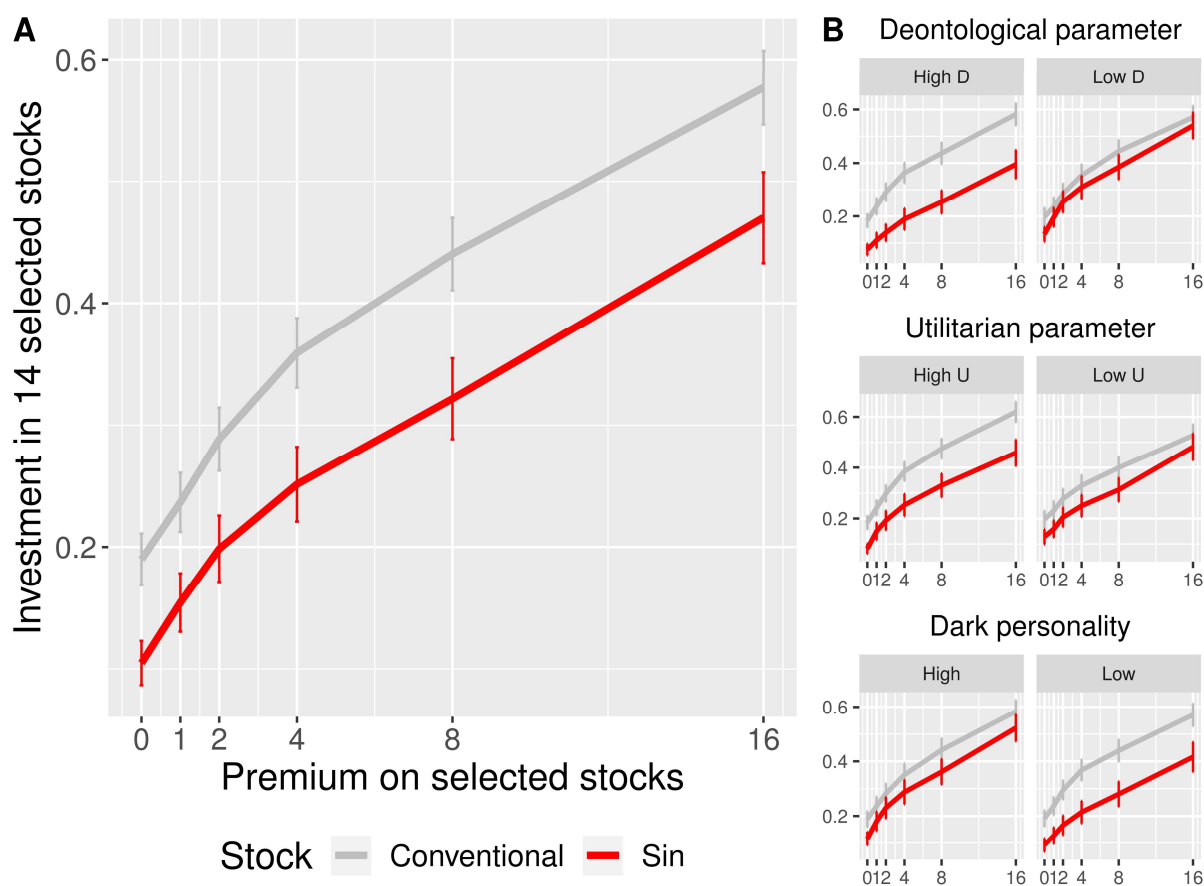 A
Investment in 14 selected stocks
0.6
0.4
0.2
0 1 2 4 8 16
Premium on selected stocks
Stock Conventional Sin
B Deontological parameter
High D Low D
0.6
0.4
0.2
0 1 2 4 8 16 0 1 2 4 8 16
Utilitarian parameter
High U Low U
0.6
0.4
0.2
0 1 2 4 8 16 0 1 2 4 8 16
Dark personality
High Low
0.6
0.4
0.2
0 1 2 4 8 16 0 1 2 4 8 16